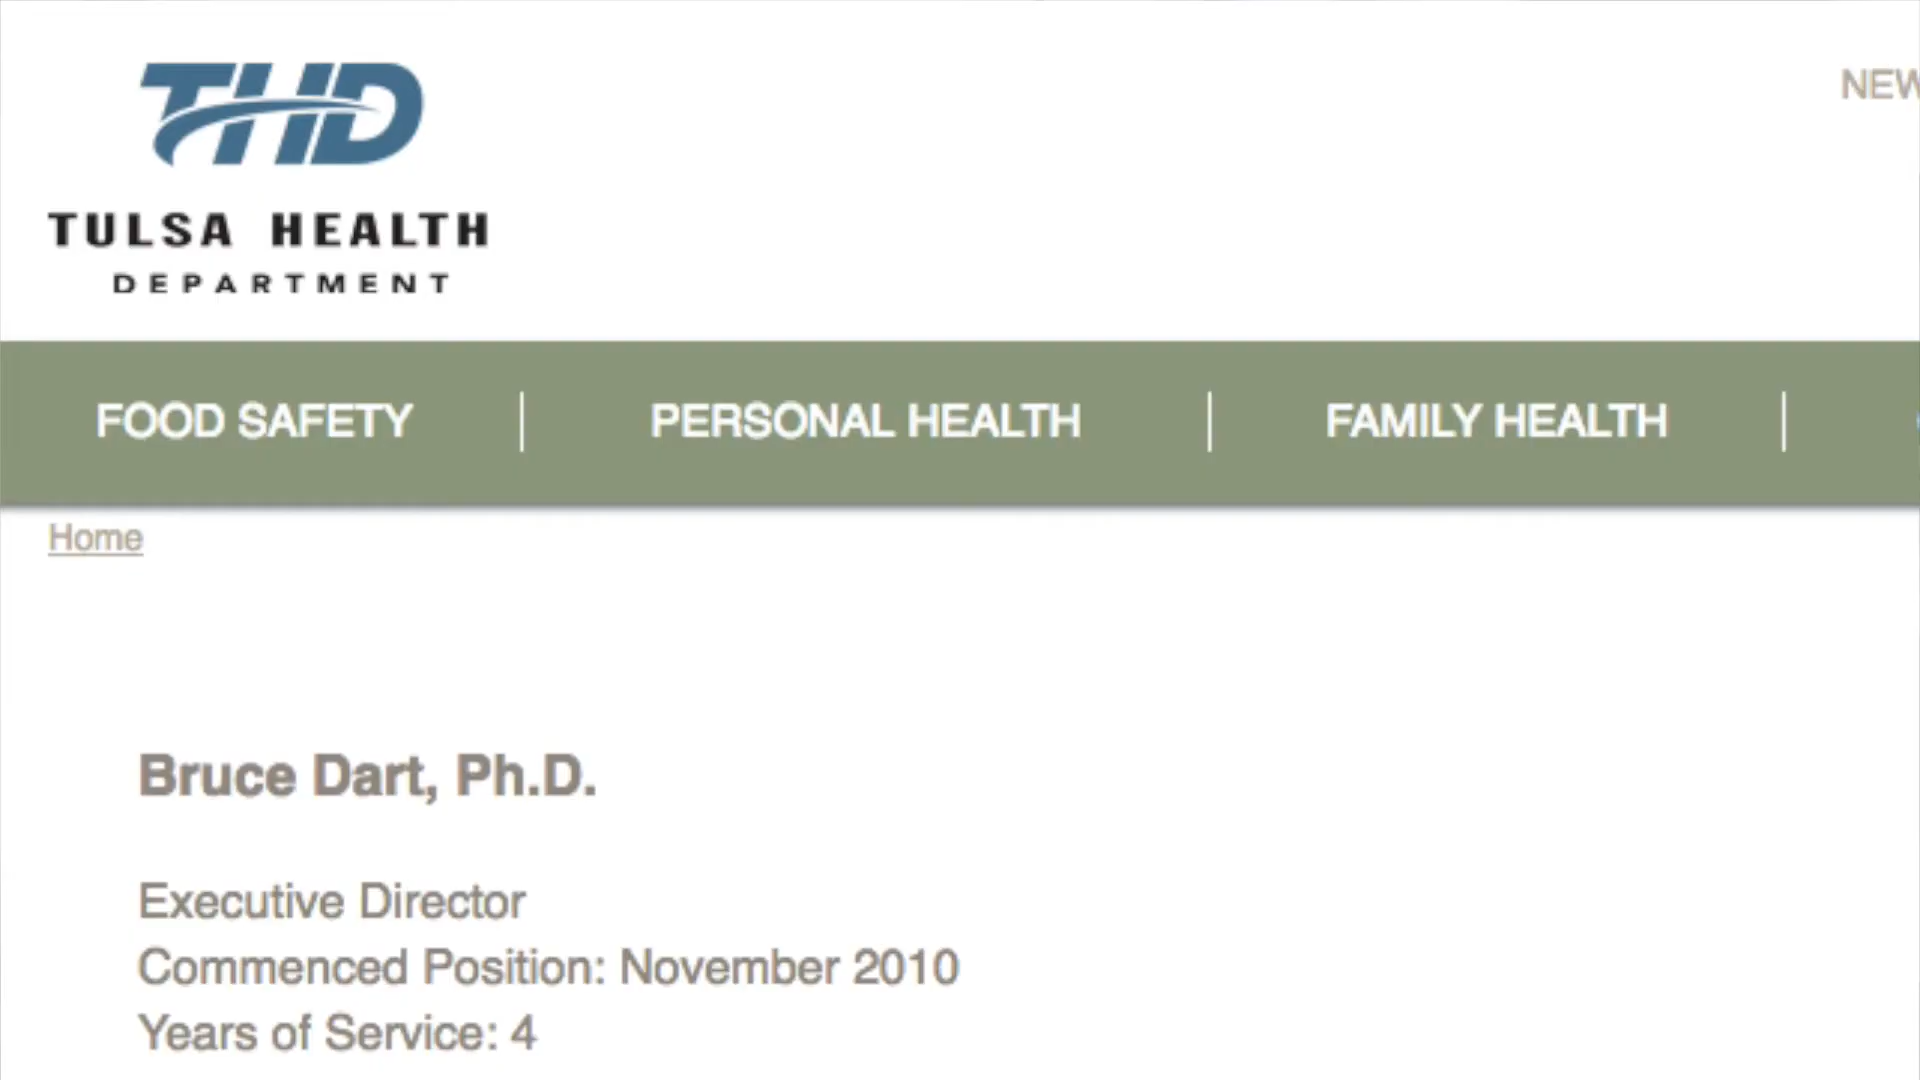 THD
NEW
TULSA HEALTH
DEPARTMENT
FOOD SAFETY
PERSONAL HEALTH
FAMILY HEALTH
Home
Bruce Dart, Ph.D.
Executive Director
Commenced Position: November 2010
Years of Service: 4